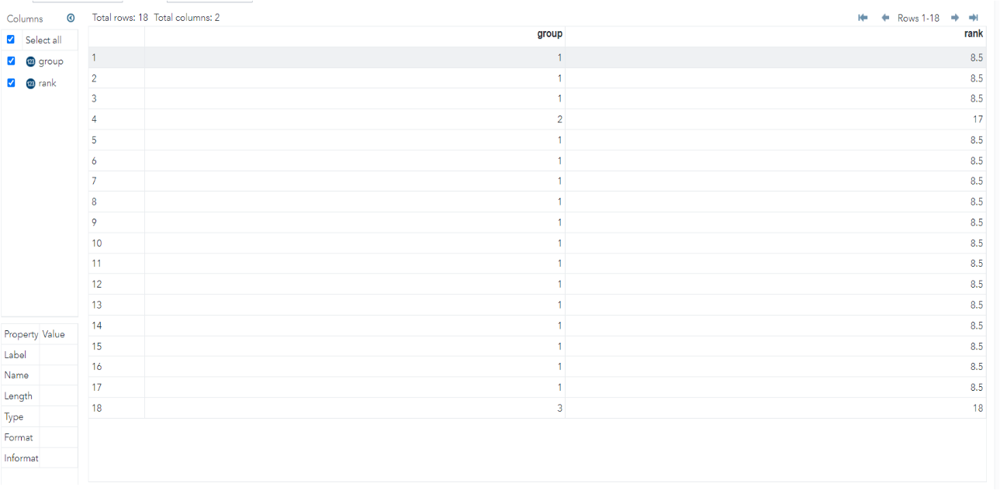 Columns Total rows: 18 Total columns: 2 Rows 1-18
Select all group rank
group 1 1 8.5
rank 2 1 8.5
3 1 8.5
4 2 17
5 1 8.5
6 1 8.5
7 1 8.5
8 1 8.5
9 1 8.5
10 1 8.5
11 1 8.5
12 1 8.5
13 1 8.5
14 1 8.5
15 1 8.5
16 1 8.5
17 1 8.5
18 3 18
Property Value
Label
Name
Length
Type
Format
Informat